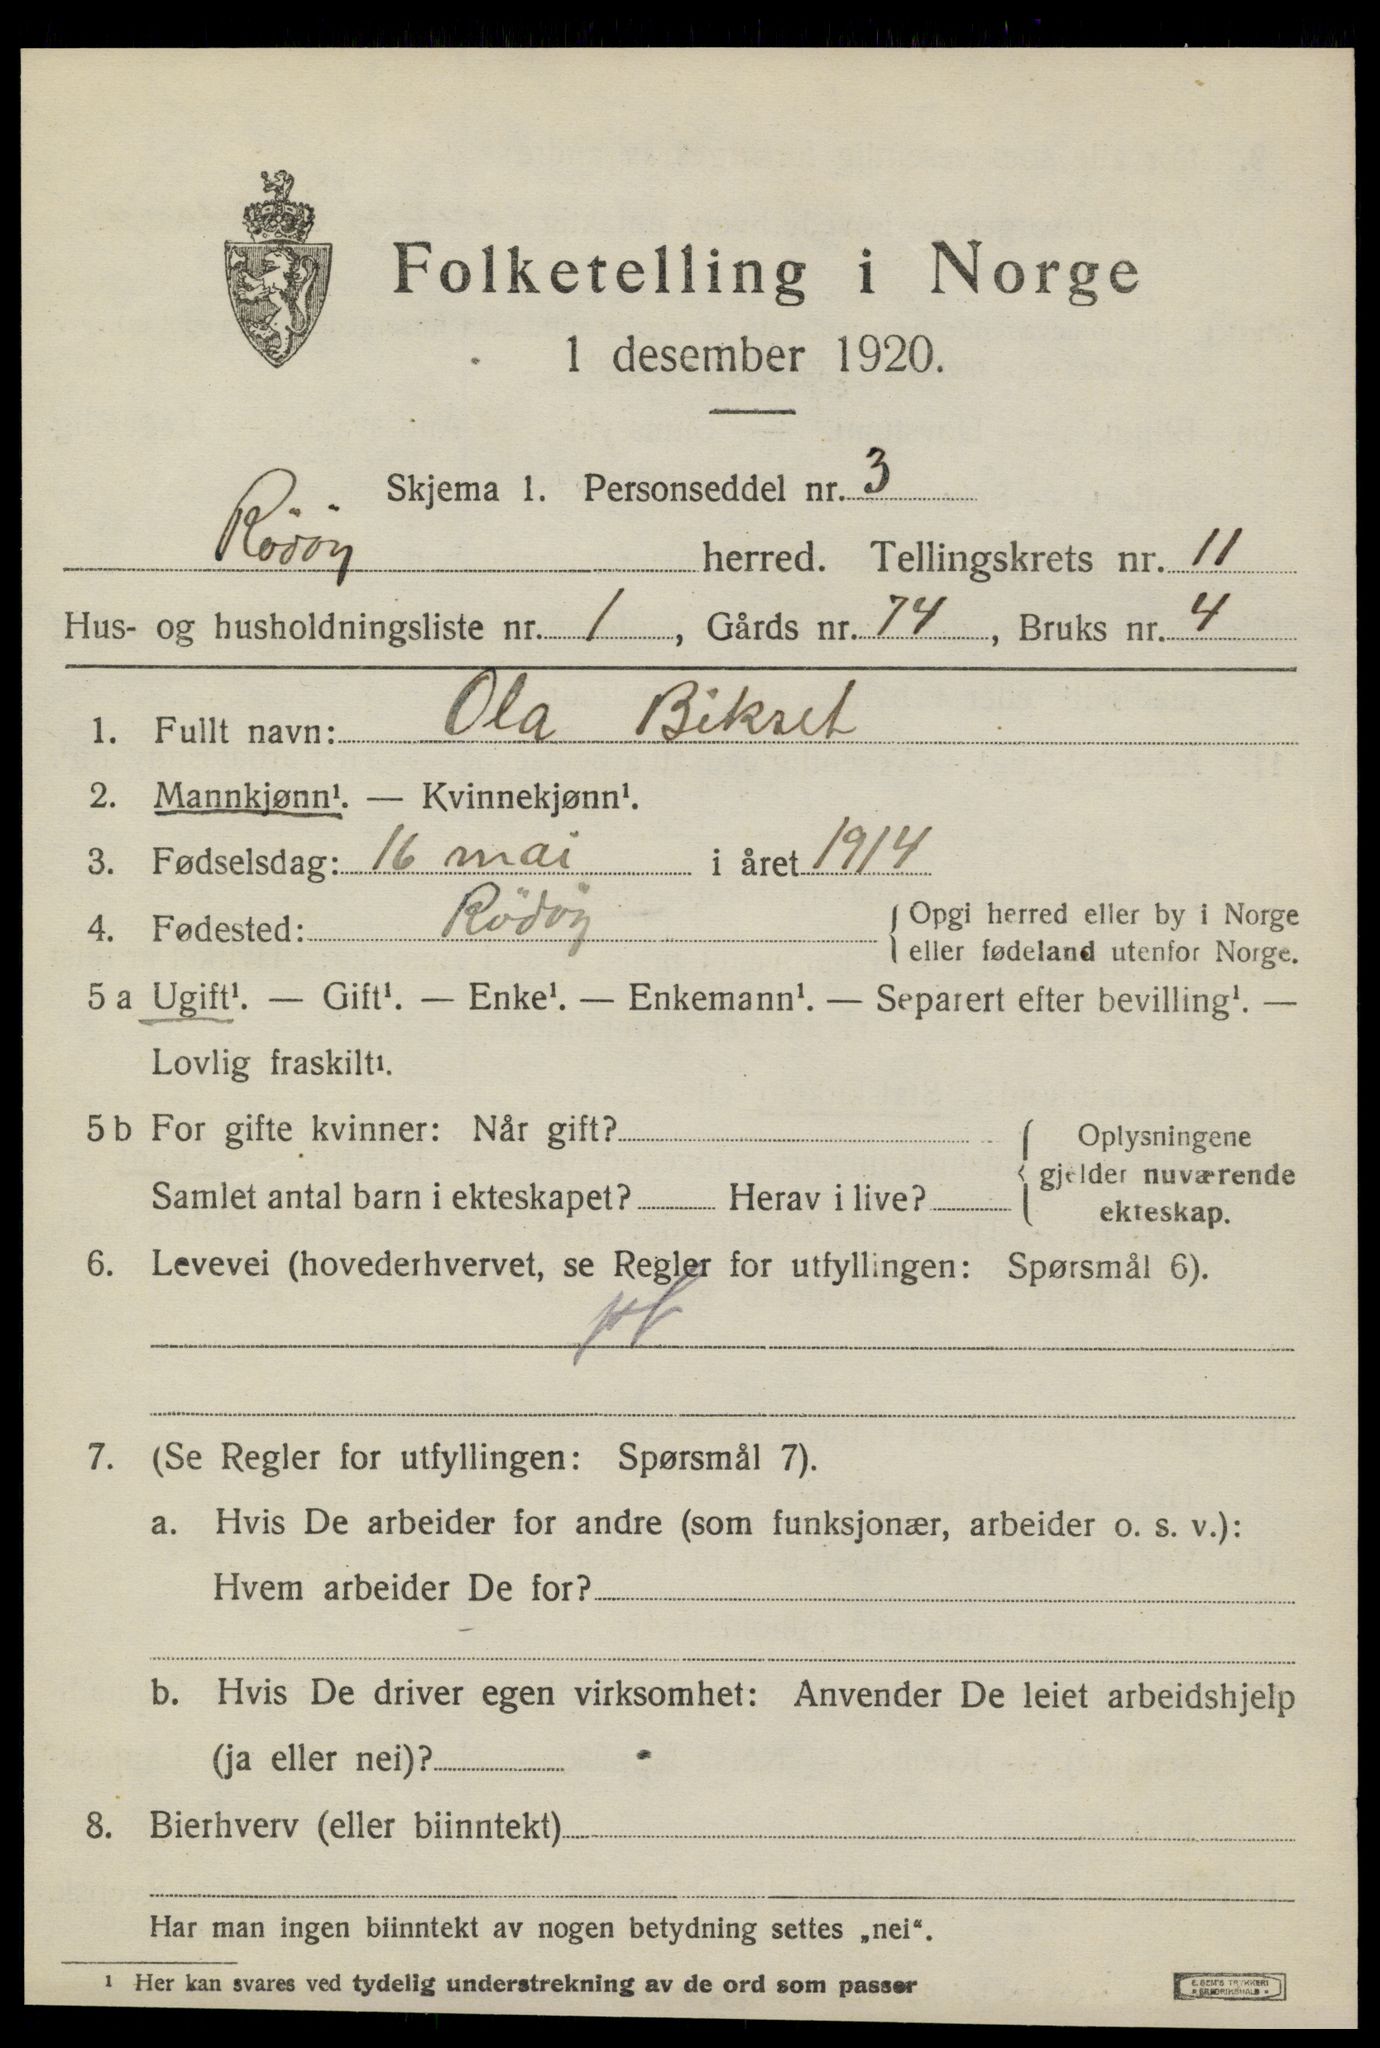 Folketelling i Norge
1 desember 1920.
Skjema 1. Personseddel nr. 3
Rödöy herred. Tellingskrets nr. 11
Hus- og husholdningsliste nr. 1, Gårds nr. 74, Bruks nr. 4
1. Fullt navn: Ola Bikset
2. Mannkjønn¹. — Kvinnekjønn¹.
3. Fødselsdag: 16 mai i året 1914
4. Fødested: Rödöy { Opgi herred eller by i Norge
eller fødeland utenfor Norge.
5 a Ugift¹. — Gift¹. — Enke¹. — Enkemann¹. — Separert efter bevilling¹. —
Lovlig fraskilt¹.
5 b For gifte kvinner: Når gift? { Oplysningene
gjelder nuværende
Samlet antal barn i ekteskapet? Herav i live?
ekteskap.
6. Levevei (hovederhvervet, se Regler for utfyllingen: Spørsmål 6).
7. (Se Regler for utfyllingen: Spørsmål 7).
a. Hvis De arbeider for andre (som funksjonær, arbeider o. s. v.):
Hvem arbeider De for?
b. Hvis De driver egen virksomhet: Anvender De leiet arbeidshjelp
(ja eller nei)?
8. Bierhverv (eller biinntekt)
Har man ingen biinntekt av nogen betydning settes „nei“.
¹ Her kan svares ved tydelig understrekning av de ord som passer
E. SEM'S TRYKKERI
FREDRIKSHALD